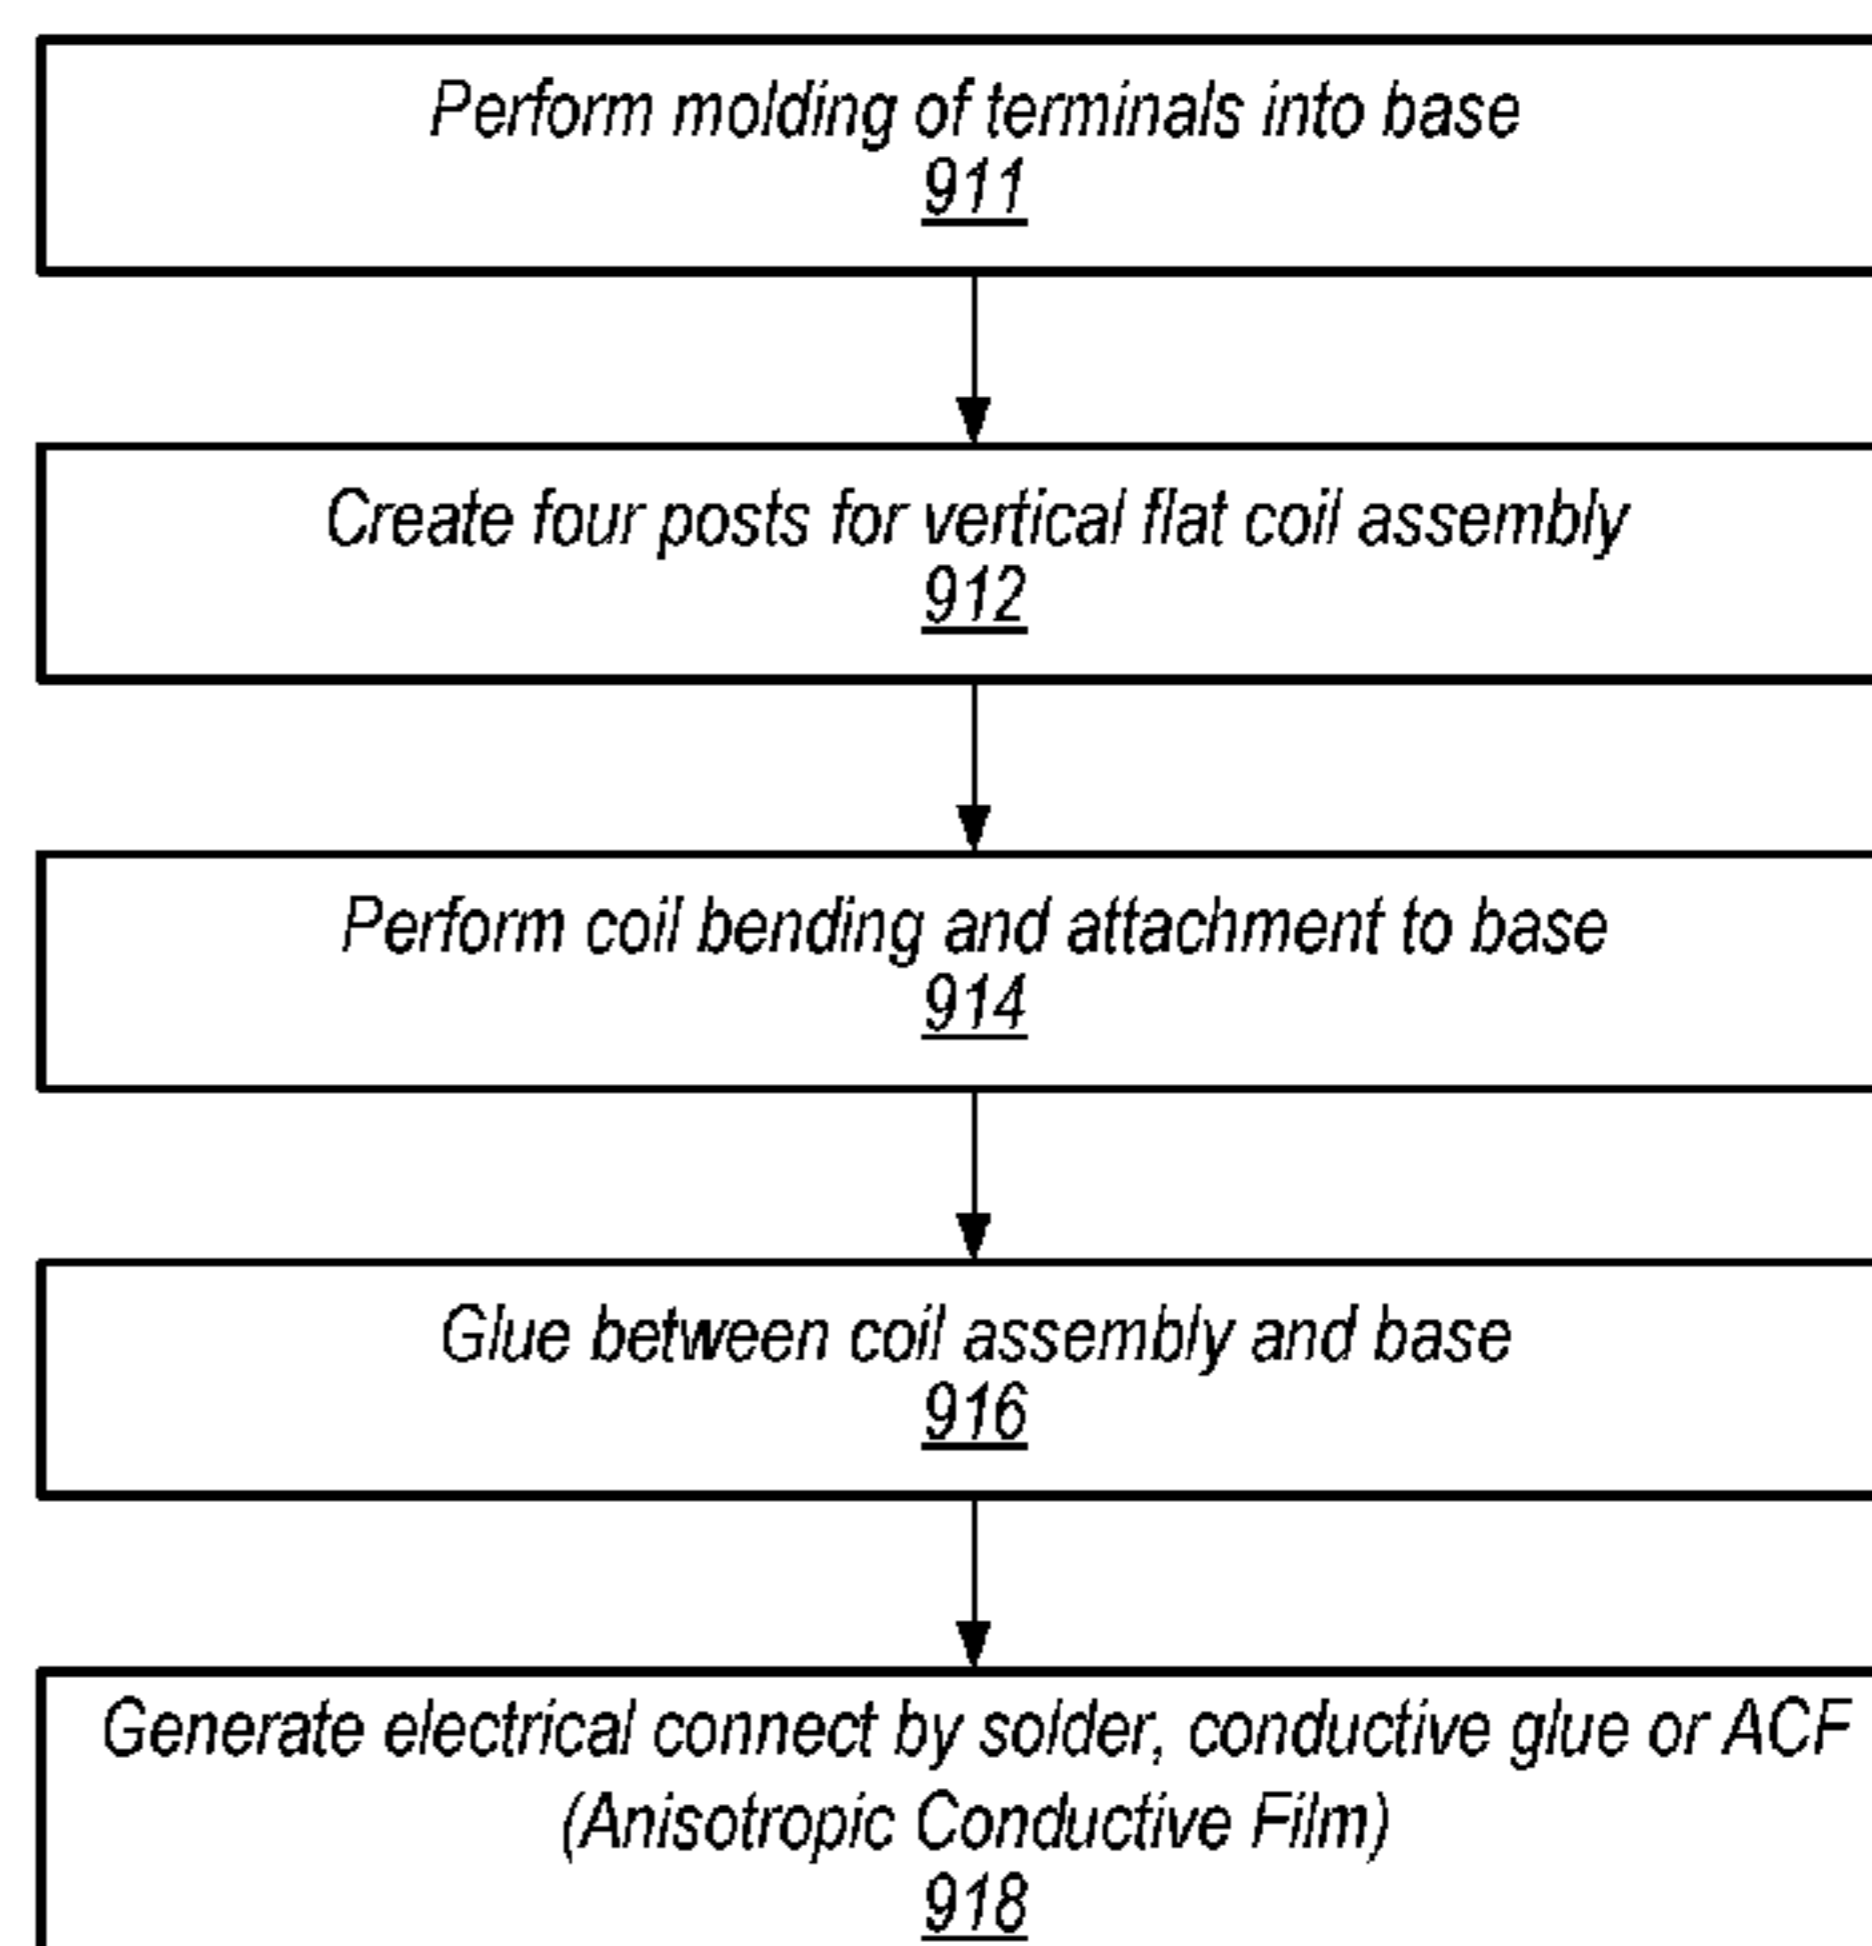 Perform molding of terminals into base
911
Create four posts for vertical flat coil assembly
912
Perform coil bending and attachment to base
914
Glue between coil assembly and base
916
Generate electrical connect by solder, conductive glue or ACF
(Anisotropic Conductive Film)
918